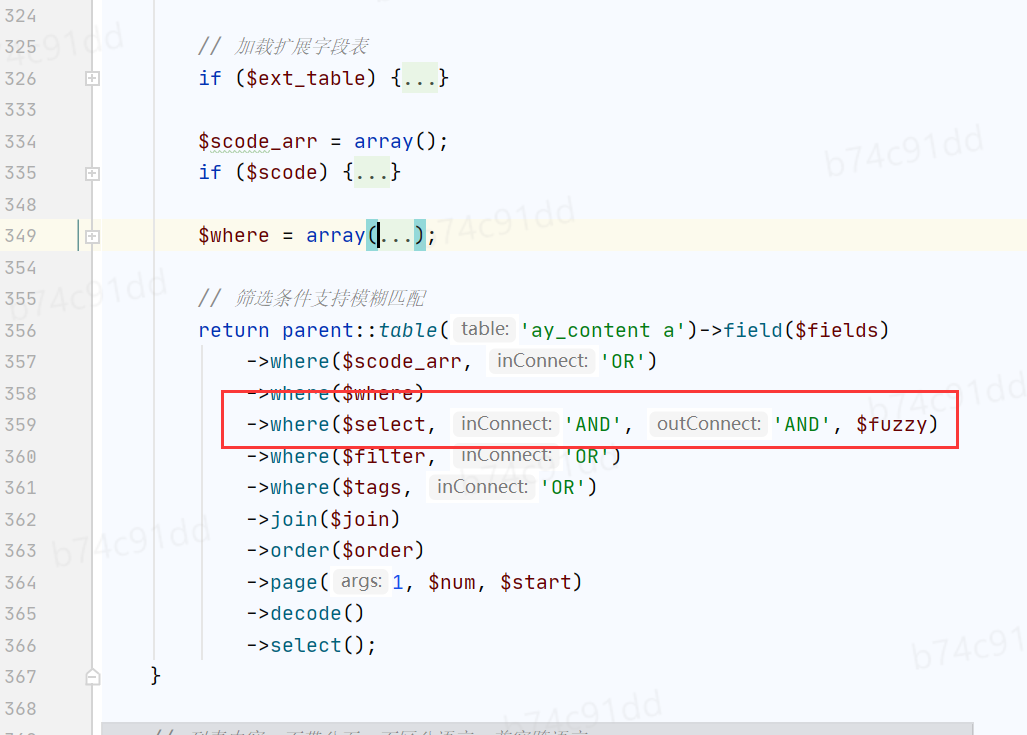 324
325 // 加载扩展字段表
326 if ($ext_table) {...}
333
334 $scode_arr = array();
335 if ($scode) {...}
348
349 $where = array(...);
354
355 // 筛选条件支持模糊匹配
356 return parent::table( table: 'ay_content a')->field($fields)
357 ->where($scode_arr, inConnect: 'OR')
358 ->where($where)
359 ->where($select, inConnect: 'AND', outConnect: 'AND', $fuzzy)
360 ->where($filter, inConnect: 'OR')
361 ->where($tags, inConnect: 'OR')
362 ->join($join)
363 ->order($order)
364 ->page( args: 1, $num, $start)
365 ->decode()
366 ->select();
367 }
368
b74c91dd